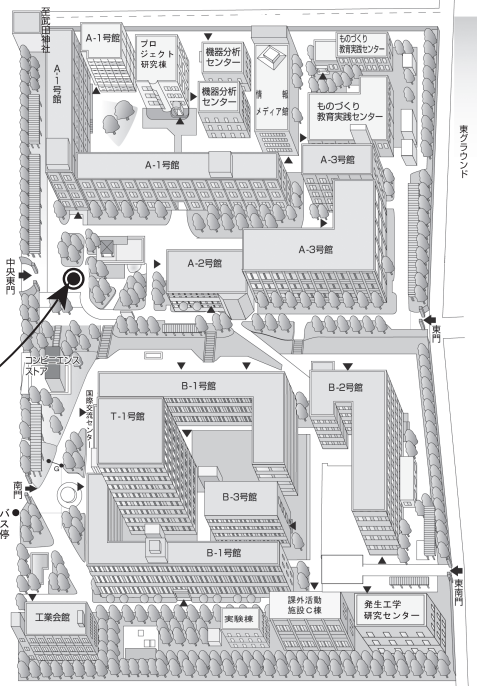 至武田神社
A-1号館
A-1号館
プロ
ジェクト
研究棟
機器分析
センター
機器分析
センター
情報
メディア館
ものづくり
教育実践センター
ものづくり
教育実践センター
東グラウンド
A-1号館
A-3号館
A-3号館
A-2号館
中央東門
東門
コンビニエンス
ストア
国際交流センター
B-1号館
B-2号館
T-1号館
B-3号館
G
南門
バス停
B-1号館
東南門
工業会館
実験棟
課外活動
施設C棟
発生工学
研究センター